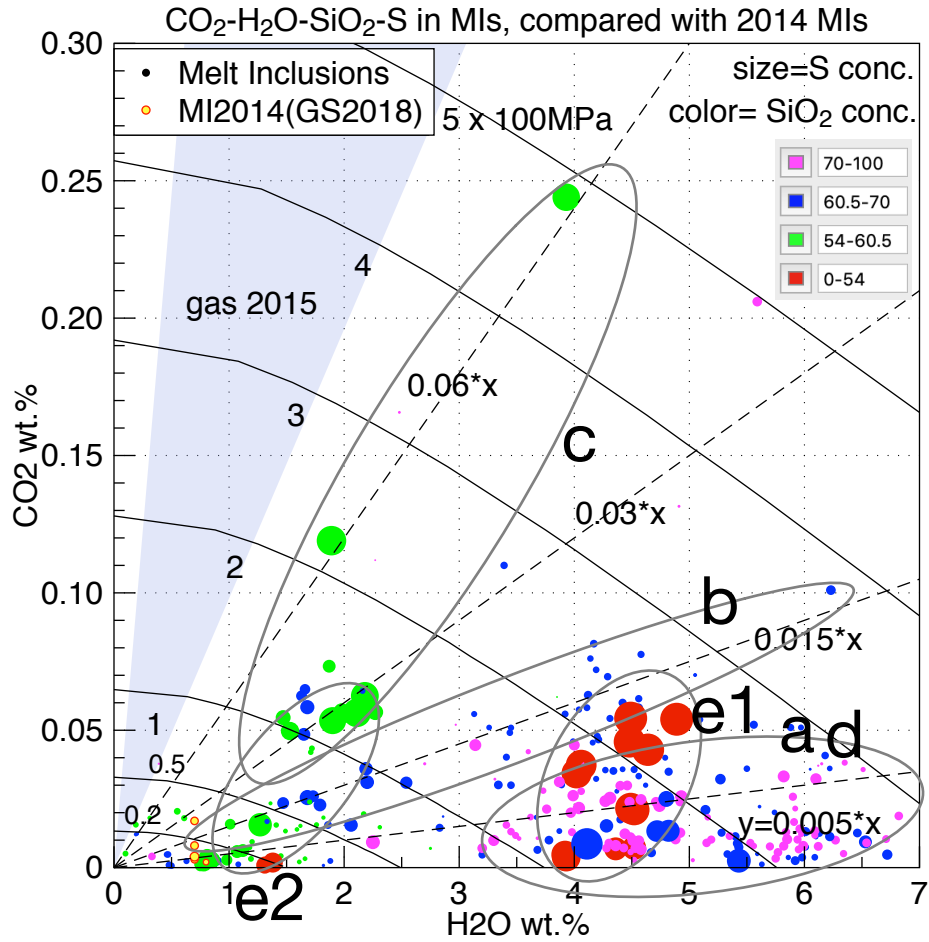 CO₂-H₂O-SiO₂-S in MIs, compared with 2014 MIs
0.30
Melt Inclusions
MI2014(GS2018)
size=S conc.
color= SiO₂ conc.
5 x 100MPa
70-100
60.5-70
54-60.5
0-54
0.25
4
gas 2015
0.20
0.06*x
3
c
0.15
CO2 wt.%
0.03*x
2
0.10
b
0.015*x
e1
a
d
1
0.05
0.5
0.2
y=0.005*x
0
e2
0
1
2
3
4
5
6
7
H2O wt.%